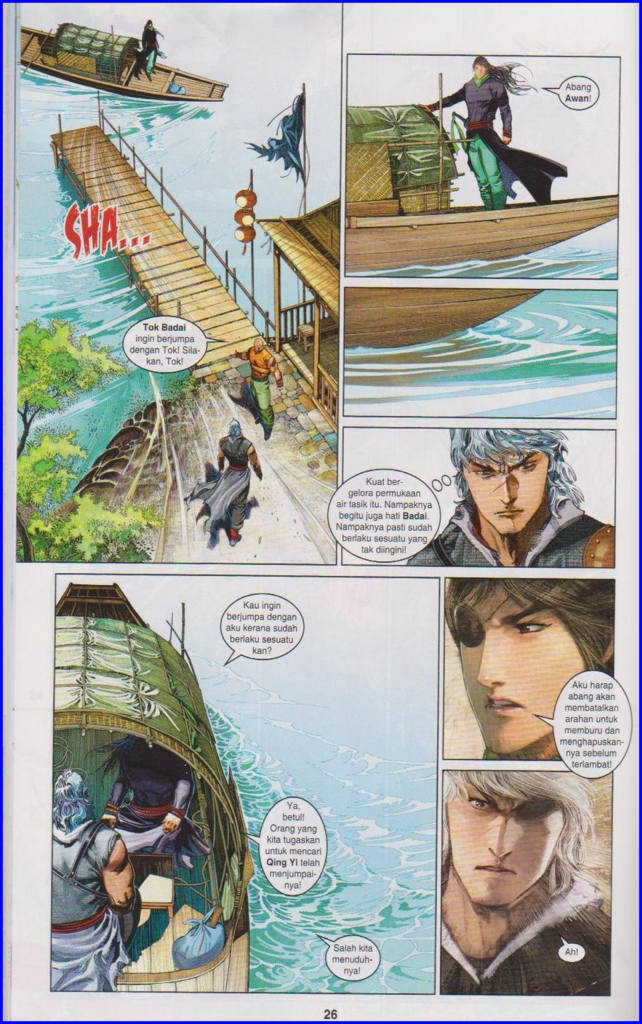 SHA...
Tok Badai
ingin berjumpa
dengan Tok! Sila-
kan, Tok!
Abang
Awan!
Kuat ber-
gelora permukaan
air tasik itu. Nampaknya
begitu juga hati Badai.
Nampaknya pasti sudah
berlaku sesuatu yang
tak diingini!
Kau ingin
berjumpa dengan
aku kerana sudah
berlaku sesuatu
kan?
Ya,
betul!
Orang yang
kita tugaskan
untuk mencari
Qing Yi telah
menjumpai-
nya!
Salah kita
menuduh-
nya!
Aku harap
abang akan
membatalkan
arahan untuk
memburu dan
menghapuskan-
nya sebelum
terlambat!
Ah!
26